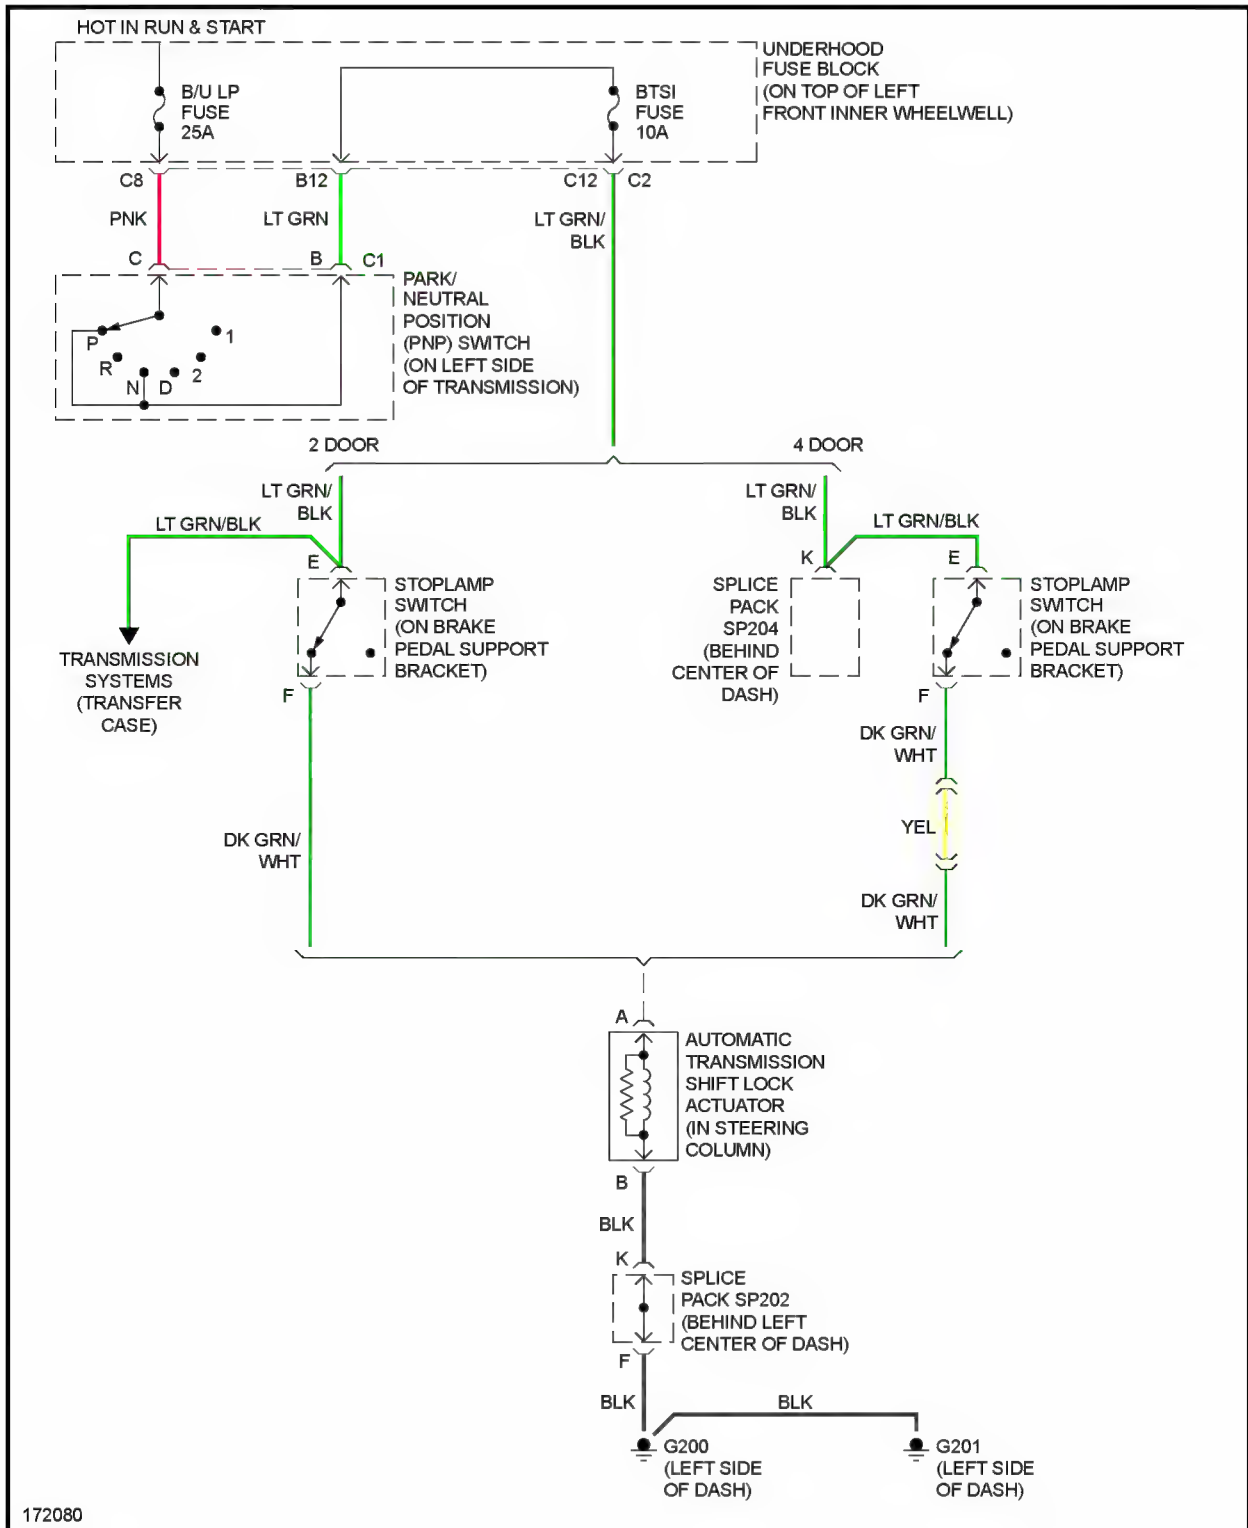 HOT IN RUN & START
B/U LP
FUSE
25A
BTSI
FUSE
10A
UNDERHOOD
FUSE BLOCK
(ON TOP OF LEFT
FRONT INNER WHEELWELL)
C8
B12
C12
C2
PNK
LT GRN
LT GRN/
BLK
C
B
C1
PARK/
NEUTRAL
POSITION
(PNP) SWITCH
(ON LEFT SIDE
OF TRANSMISSION)
P
R
N
D
2
1
2 DOOR
4 DOOR
LT GRN/
BLK
LT GRN/BLK
E
STOPLAMP
SWITCH
(ON BRAKE
PEDAL SUPPORT
BRACKET)
F
TRANSMISSION
SYSTEMS
(TRANSFER
CASE)
LT GRN/
BLK
LT GRN/BLK
K
SPLICE
PACK
SP204
(BEHIND
CENTER OF
DASH)
E
STOPLAMP
SWITCH
(ON BRAKE
PEDAL SUPPORT
BRACKET)
F
DK GRN/
WHT
DK GRN/
WHT
YEL
DK GRN/
WHT
A
AUTOMATIC
TRANSMISSION
SHIFT LOCK
ACTUATOR
(IN STEERING
COLUMN)
B
BLK
K
SPLICE
PACK SP202
(BEHIND LEFT
CENTER OF DASH)
F
BLK
BLK
G200
(LEFT SIDE
OF DASH)
G201
(LEFT SIDE
OF DASH)
172080